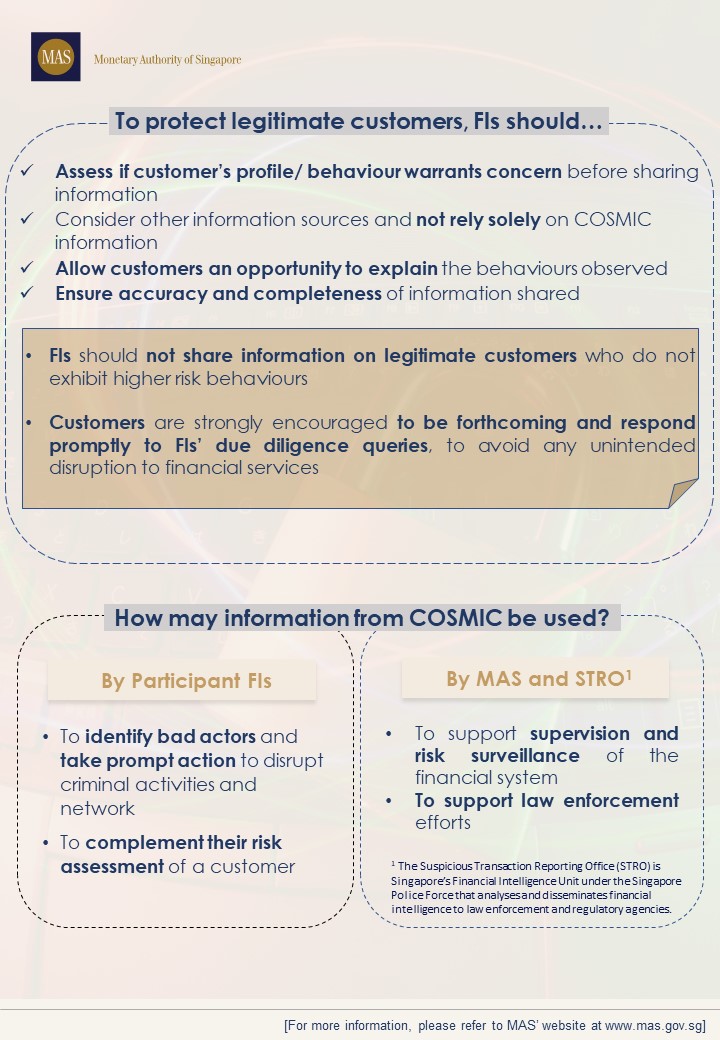 MAS
Monetary Authority of Singapore
To protect legitimate customers, FIs should…
✓ Assess if customer’s profile/ behaviour warrants concern before sharing
information
✓ Consider other information sources and not rely solely on COSMIC
information
✓ Allow customers an opportunity to explain the behaviours observed
✓ Ensure accuracy and completeness of information shared
• FIs should not share information on legitimate customers who do not
exhibit higher risk behaviours
• Customers are strongly encouraged to be forthcoming and respond
promptly to FIs’ due diligence queries, to avoid any unintended
disruption to financial services
How may information from COSMIC be used?
By Participant FIs
• To identify bad actors and
take prompt action to disrupt
criminal activities and
network
• To complement their risk
assessment of a customer
By MAS and STRO¹
• To support supervision and
risk surveillance of the
financial system
• To support law enforcement
efforts
¹ The Suspicious Transaction Reporting Office (STRO) is
Singapore’s Financial Intelligence Unit under the Singapore
Police Force that analyses and disseminates financial
intelligence to law enforcement and regulatory agencies.
[For more information, please refer to MAS’ website at www.mas.gov.sg]